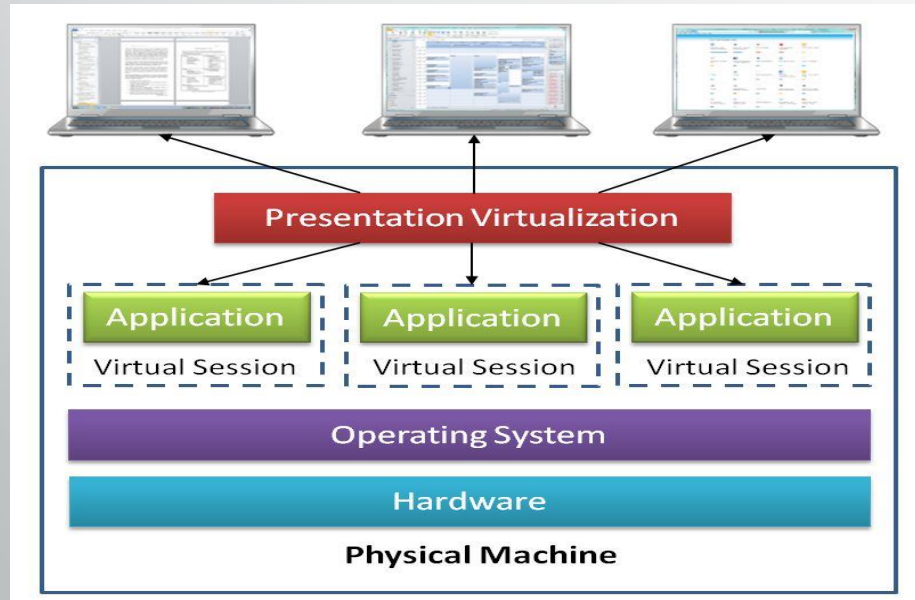 Presentation Virtualization
Application Application Application
Virtual Session Virtual Session Virtual Session
Operating System
Hardware
Physical Machine